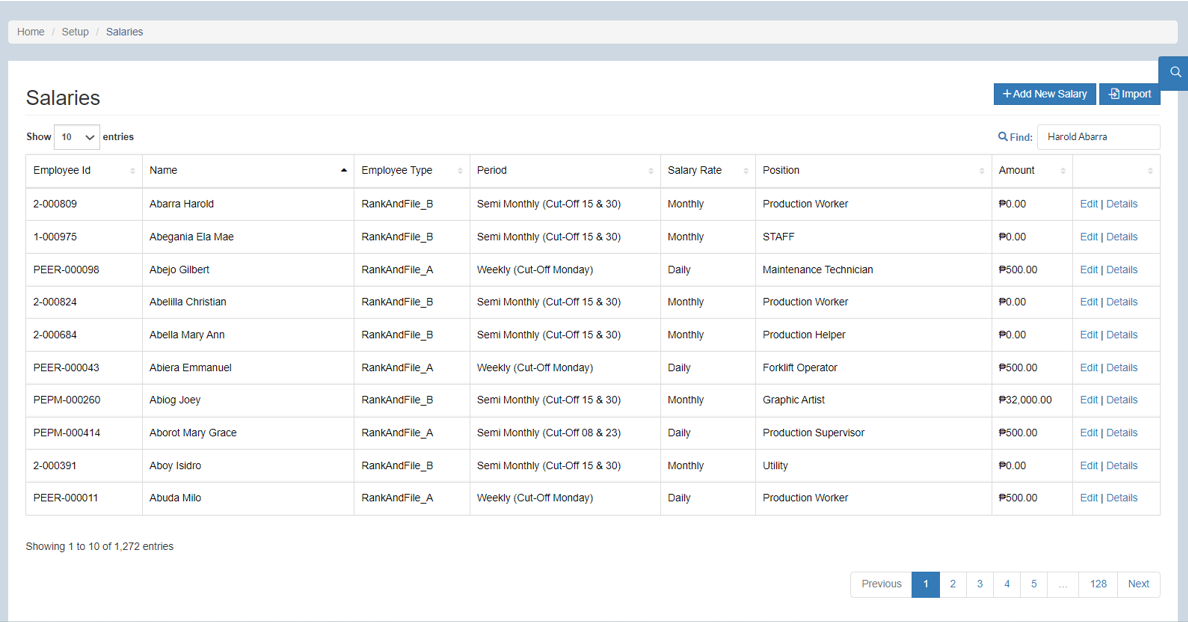 Home / Setup / Salaries
Salaries
+Add New Salary Import
Show 10 entries Find: Harold Abarra
Employee Id Name Employee Type Period Salary Rate Position Amount
2-000809 Abarra Harold RankAndFile_B Semi Monthly (Cut-Off 15 & 30) Monthly Production Worker ₱0.00 Edit | Details
1-000975 Abegania Ela Mae RankAndFile_B Semi Monthly (Cut-Off 15 & 30) Monthly STAFF ₱0.00 Edit | Details
PEER-000098 Abejo Gilbert RankAndFile_A Weekly (Cut-Off Monday) Daily Maintenance Technician ₱500.00 Edit | Details
2-000824 Abelilla Christian RankAndFile_B Semi Monthly (Cut-Off 15 & 30) Monthly Production Worker ₱0.00 Edit | Details
2-000684 Abella Mary Ann RankAndFile_B Semi Monthly (Cut-Off 15 & 30) Monthly Production Helper ₱0.00 Edit | Details
PEER-000043 Abiera Emmanuel RankAndFile_A Weekly (Cut-Off Monday) Daily Forklift Operator ₱500.00 Edit | Details
PEPM-000260 Abiog Joey RankAndFile_B Semi Monthly (Cut-Off 15 & 30) Monthly Graphic Artist ₱32,000.00 Edit | Details
PEPM-000414 Aborot Mary Grace RankAndFile_A Semi Monthly (Cut-Off 08 & 23) Daily Production Supervisor ₱500.00 Edit | Details
2-000391 Aboy Isidro RankAndFile_B Semi Monthly (Cut-Off 15 & 30) Monthly Utility ₱0.00 Edit | Details
PEER-000011 Abuda Milo RankAndFile_A Weekly (Cut-Off Monday) Daily Production Worker ₱500.00 Edit | Details
Showing 1 to 10 of 1,272 entries
Previous 1 2 3 4 5 … 128 Next